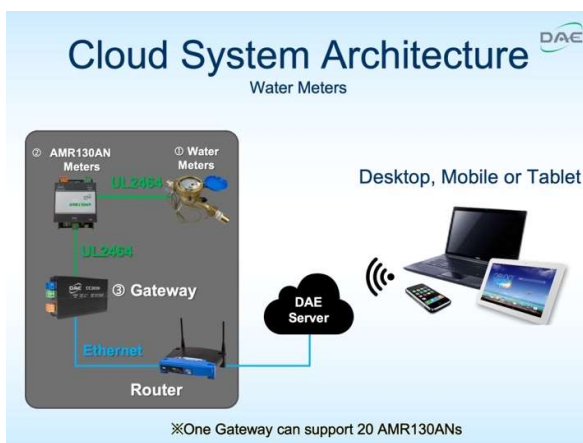 DAE
Cloud System Architecture
Water Meters
② AMR130AN
Meters
① Water
Meters
UL2464
UL2464
Desktop, Mobile or Tablet
DAE
③ Gateway
DAE
Server
Ethernet
Router
※One Gateway can support 20 AMR130ANs